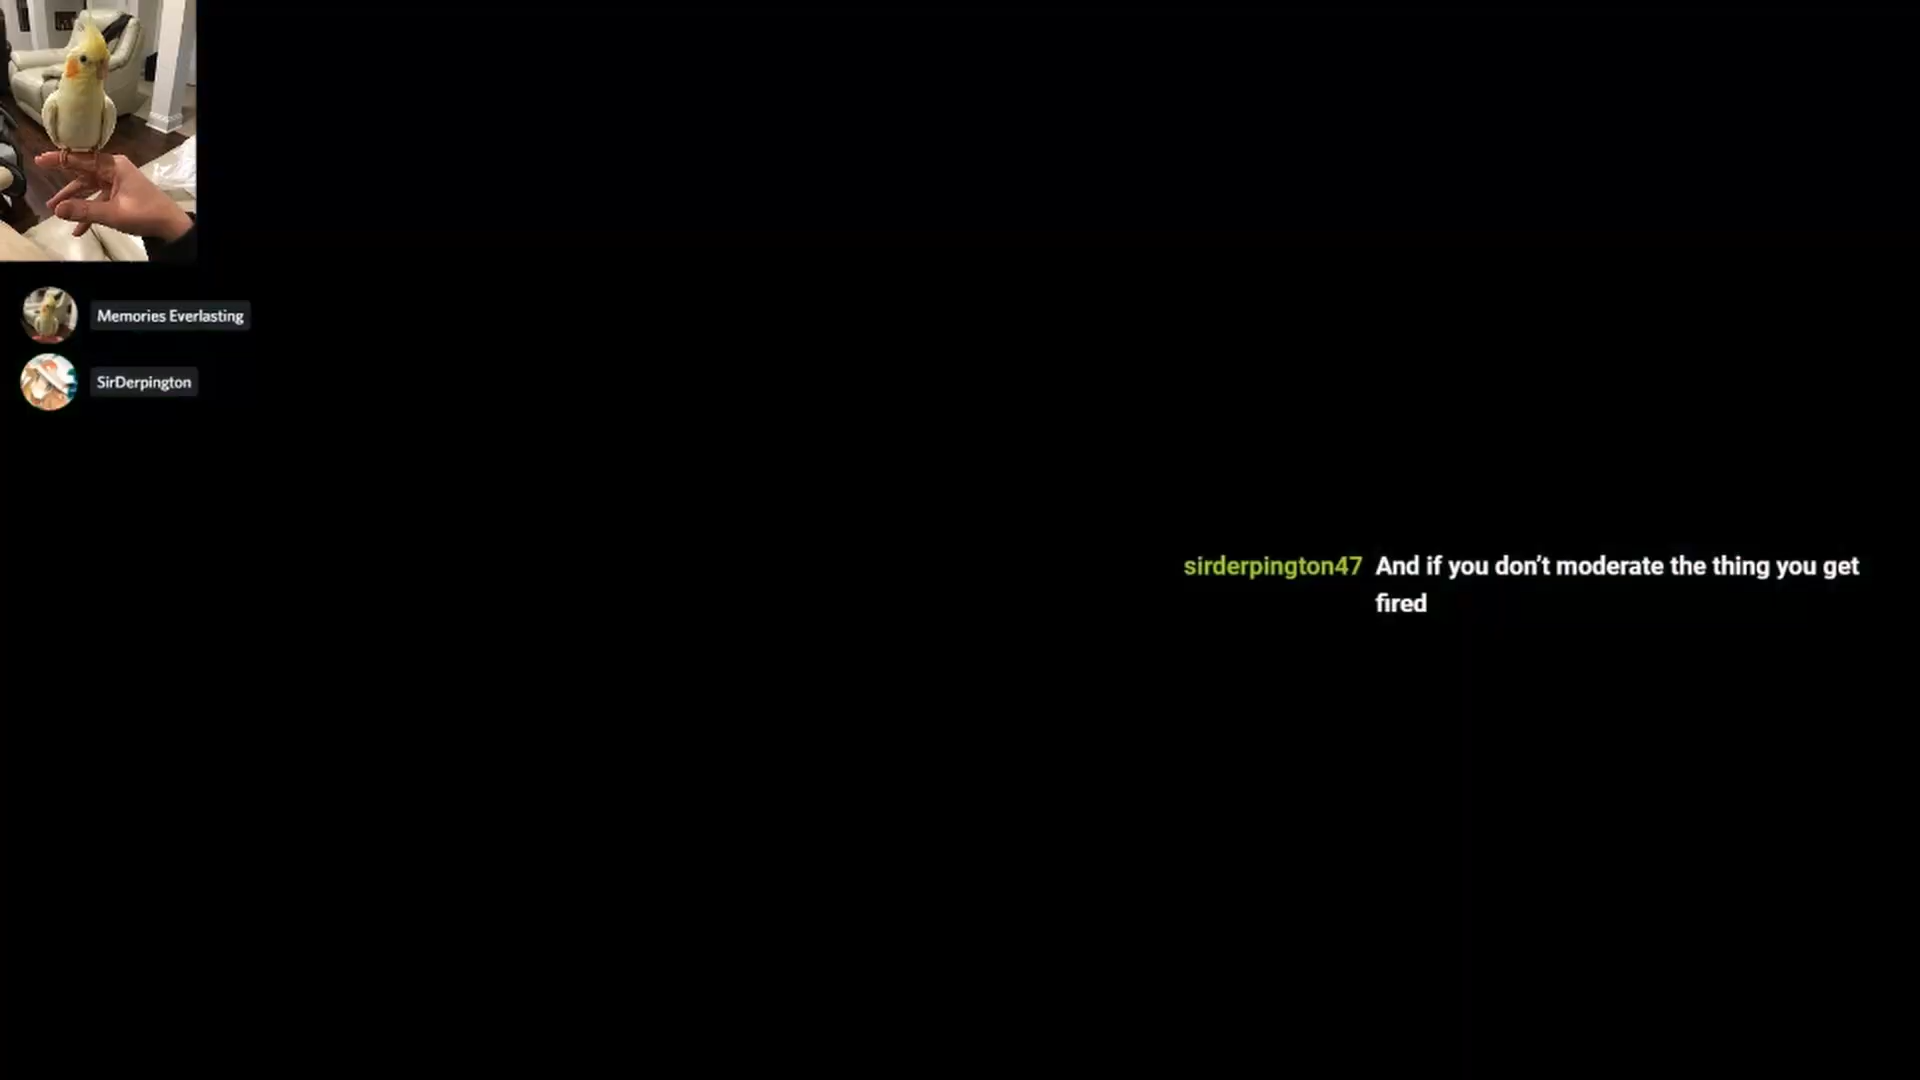 Memories Everlasting
SirDerpington
sirderpington47 And if you don’t moderate the thing you get
fired